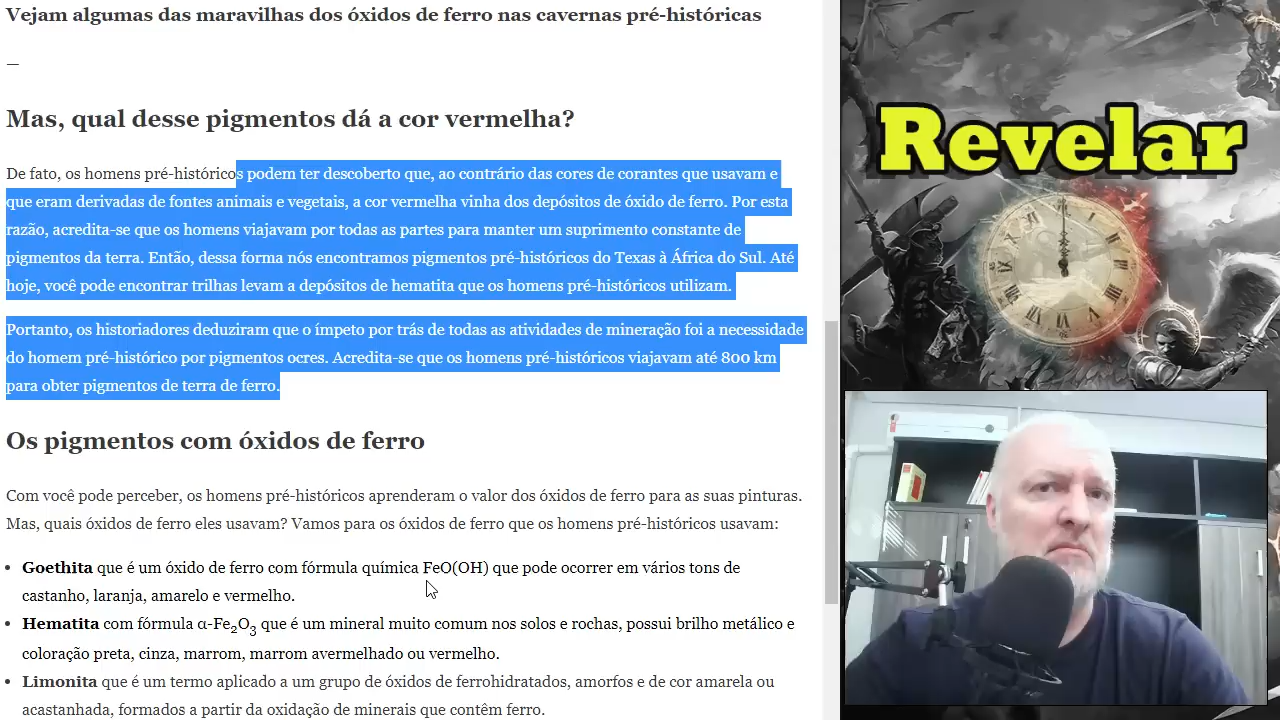 Vejam algumas das maravilhas dos óxidos de ferro nas cavernas pré-históricas
—
Mas, qual desse pigmentos dá a cor vermelha?
De fato, os homens pré-históricos podem ter descoberto que, ao contrário das cores de corantes que usavam e
que eram derivadas de fontes animais e vegetais, a cor vermelha vinha dos depósitos de óxido de ferro. Por esta
razão, acredita-se que os homens viajavam por todas as partes para manter um suprimento constante de
pigmentos da terra. Então, dessa forma nós encontramos pigmentos pré-históricos do Texas à África do Sul. Até
hoje, você pode encontrar trilhas levam a depósitos de hematita que os homens pré-históricos utilizam.
Portanto, os historiadores deduziram que o ímpeto por trás de todas as atividades de mineração foi a necessidade
do homem pré-histórico por pigmentos ocres. Acredita-se que os homens pré-históricos viajavam até 800 km
para obter pigmentos de terra de ferro.
Os pigmentos com óxidos de ferro
Com você pode perceber, os homens pré-históricos aprenderam o valor dos óxidos de ferro para as suas pinturas.
Mas, quais óxidos de ferro eles usavam? Vamos para os óxidos de ferro que os homens pré-históricos usavam:
• Goethita que é um óxido de ferro com fórmula química FeO(OH) que pode ocorrer em vários tons de
castanho, laranja, amarelo e vermelho.
• Hematita com fórmula α-Fe₂O₃ que é um mineral muito comum nos solos e rochas, possui brilho metálico e
coloração preta, cinza, marrom, marrom avermelhado ou vermelho.
• Limonita que é um termo aplicado a um grupo de óxidos de ferrohidratados, amorfos e de cor amarela ou
acastanhada, formados a partir da oxidação de minerais que contêm ferro.
Revelar